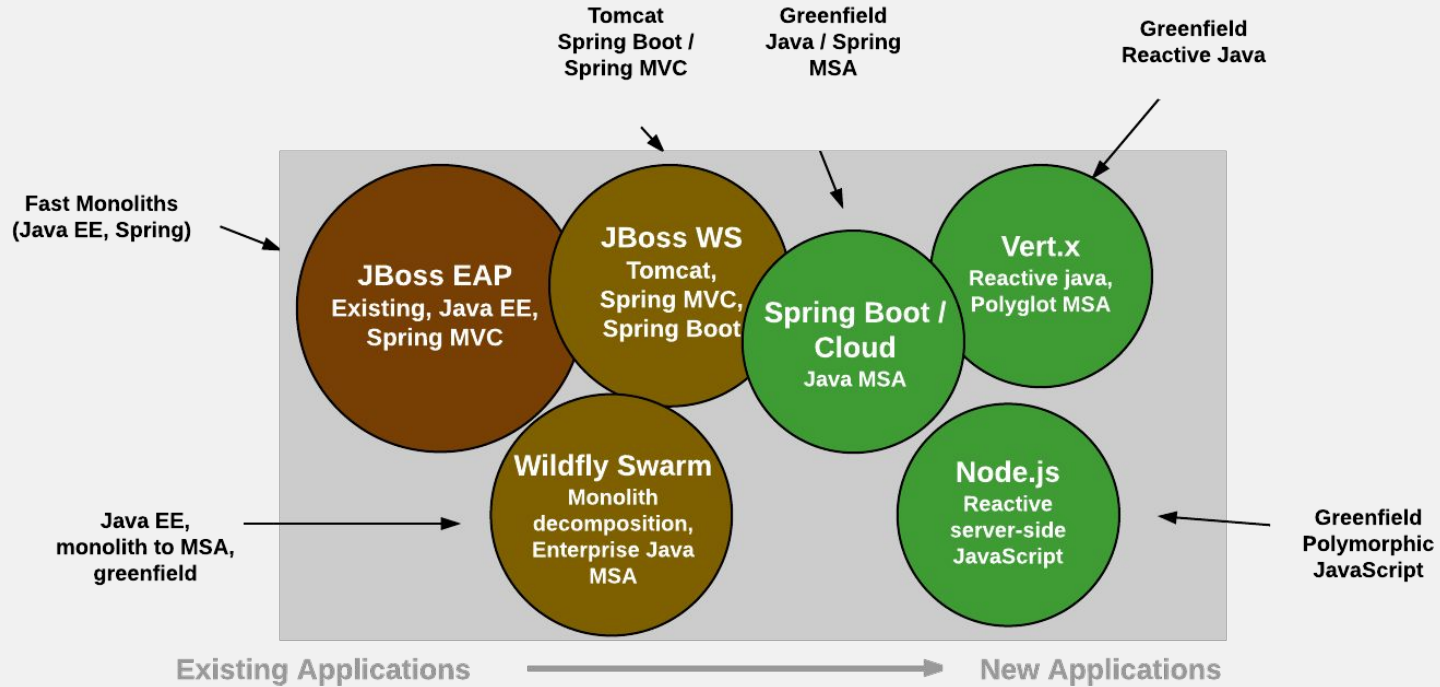 Tomcat
Spring Boot /
Spring MVC
Greenfield
Java / Spring
MSA
Greenfield
Reactive Java
Fast Monoliths
(Java EE, Spring)
JBoss EAP
Existing, Java EE,
Spring MVC
JBoss WS
Tomcat,
Spring MVC,
Spring Boot
Spring Boot /
Cloud
Java MSA
Vert.x
Reactive java,
Polyglot MSA
Wildfly Swarm
Monolith
decomposition,
Enterprise Java
MSA
Node.js
Reactive
server-side
JavaScript
Java EE,
monolith to MSA,
greenfield
Greenfield
Polymorphic
JavaScript
Existing Applications
New Applications